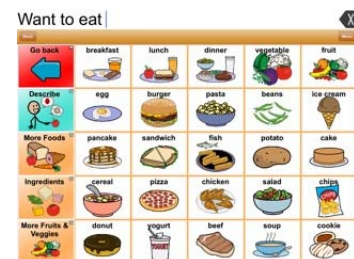 Want to eat
Go back breakfast lunch dinner vegetable fruit
Describe egg burger pasta beans ice cream
More Foods pancake sandwich fish potato cake
Ingredients cereal pizza chicken salad chips
More Fruits & Veggies donut yogurt beef soup cookie
YOGURT